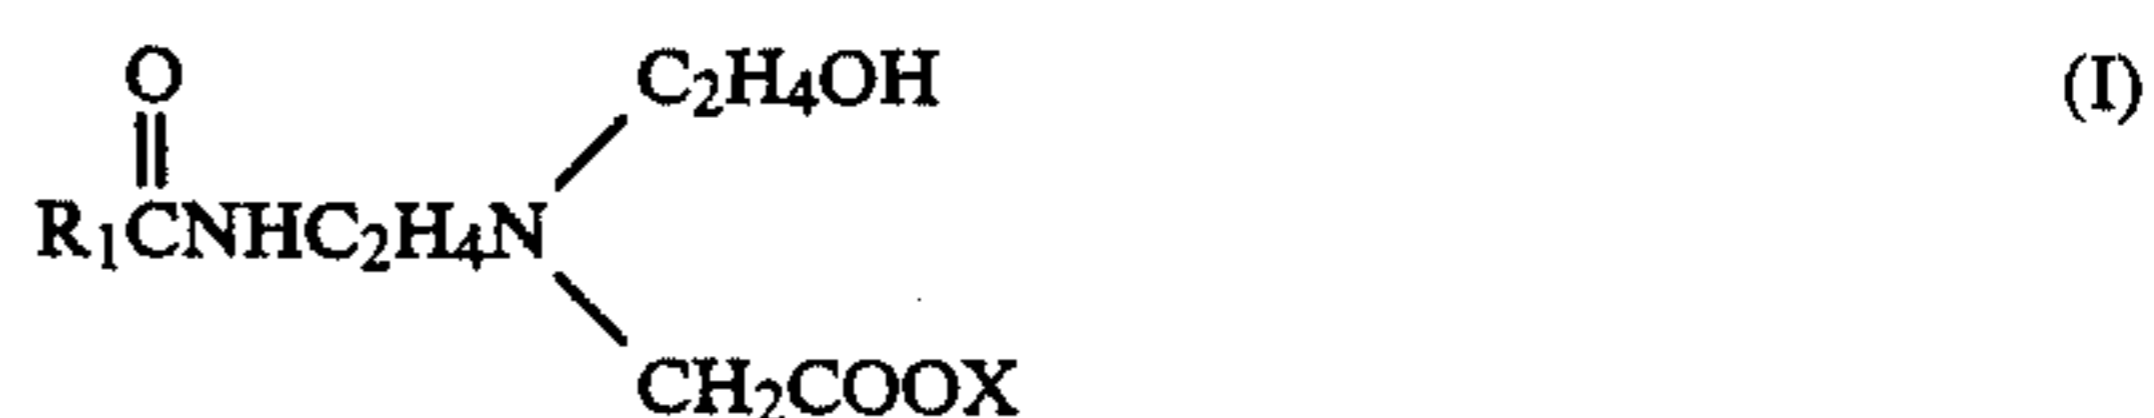 O C₂H₄OH (I)
R₁CNHC₂H₄N
CH₂COOX